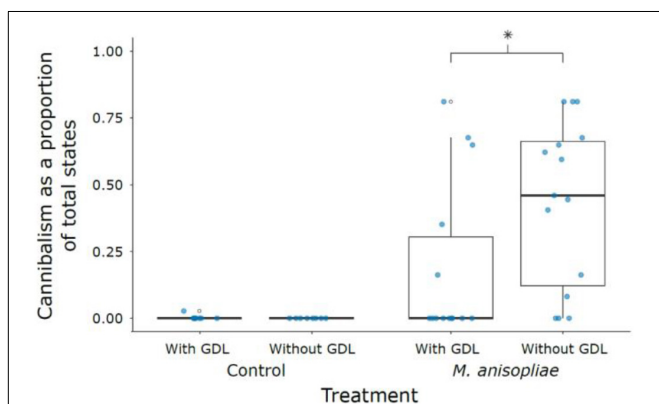 *
1.00
0.75
0.50
0.25
0.00
Cannibalism as a proportion
of total states
With GDL Without GDL With GDL Without GDL
Control M. anisopliae
Treatment